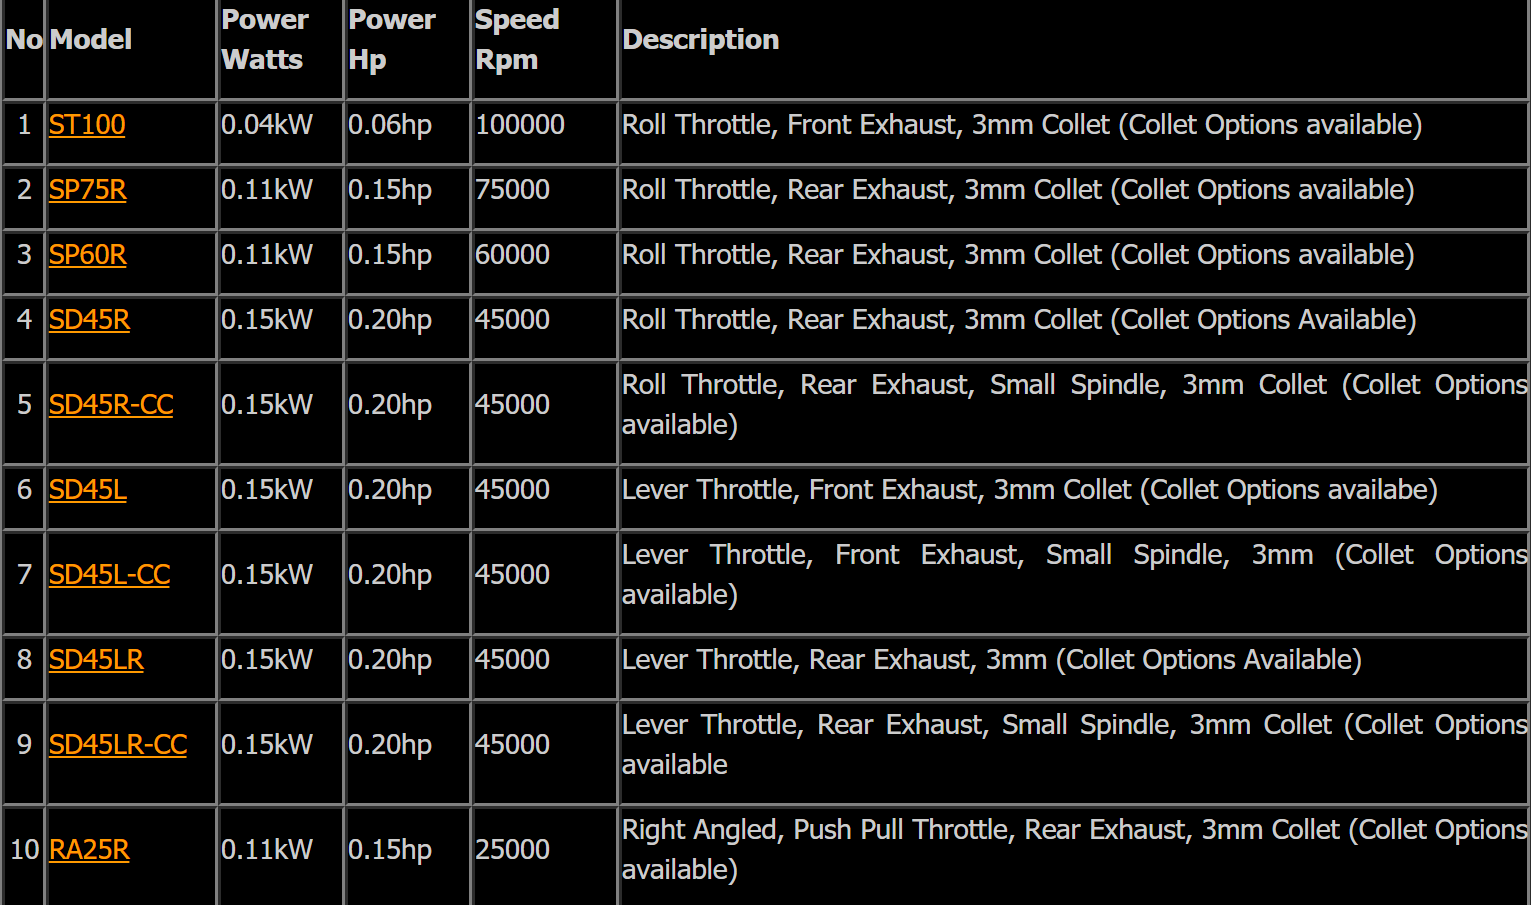 No Model Power Watts Power Hp Speed Rpm Description
1 ST100 0.04kW 0.06hp 100000 Roll Throttle, Front Exhaust, 3mm Collet (Collet Options available)
2 SP75R 0.11kW 0.15hp 75000 Roll Throttle, Rear Exhaust, 3mm Collet (Collet Options available)
3 SP60R 0.11kW 0.15hp 60000 Roll Throttle, Rear Exhaust, 3mm Collet (Collet Options available)
4 SD45R 0.15kW 0.20hp 45000 Roll Throttle, Rear Exhaust, 3mm Collet (Collet Options Available)
5 SD45R-CC 0.15kW 0.20hp 45000 Roll Throttle, Rear Exhaust, Small Spindle, 3mm Collet (Collet Options
available)
6 SD45L 0.15kW 0.20hp 45000 Lever Throttle, Front Exhaust, 3mm Collet (Collet Options availabe)
7 SD45L-CC 0.15kW 0.20hp 45000 Lever Throttle, Front Exhaust, Small Spindle, 3mm (Collet Options
available)
8 SD45LR 0.15kW 0.20hp 45000 Lever Throttle, Rear Exhaust, 3mm (Collet Options Available)
9 SD45LR-CC 0.15kW 0.20hp 45000 Lever Throttle, Rear Exhaust, Small Spindle, 3mm Collet (Collet Options
available
10 RA25R 0.11kW 0.15hp 25000 Right Angled, Push Pull Throttle, Rear Exhaust, 3mm Collet (Collet Options
available)